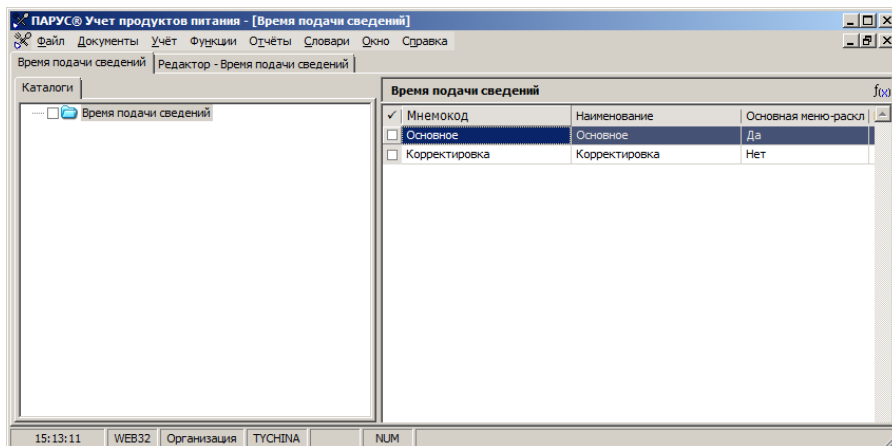 ПАРУС® Учет продуктов питания - [Время подачи сведений]
Файл Документы Учёт Функции Отчёты Словари Окно Справка
Время подачи сведений Редактор - Время подачи сведений
Каталоги
Время подачи сведений
Время подачи сведений f(x)
✓ Мнемокод Наименование Основная меню-раскл
Основное Основное Да
Корректировка Корректировка Нет
15:13:11 WEB32 Организация TYCHINA NUM